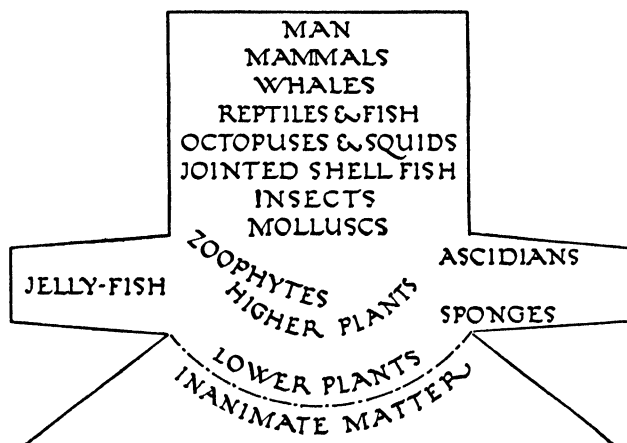 MAN
MAMMALS
WHALES
REPTILES & FISH
OCTOPUSES & SQUIDS
JOINTED SHELL FISH
INSECTS
MOLLUSCS
ZOOPHYTES
ASCIDIANS
JELLY-FISH
HIGHER PLANTS
SPONGES
LOWER PLANTS
INANIMATE MATTER